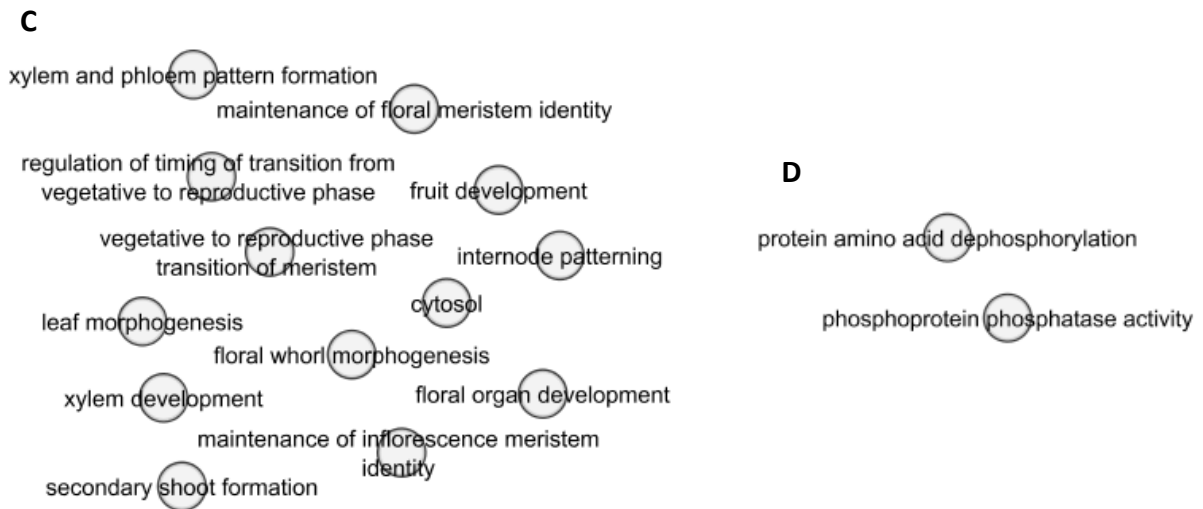 C
xylem and phloem pattern formation
maintenance of floral meristem identity
regulation of timing of transition from
vegetative to reproductive phase
fruit development
vegetative to reproductive phase
transition of meristem
internode patterning
cytosol
leaf morphogenesis
floral whorl morphogenesis
xylem development
floral organ development
maintenance of inflorescence meristem
identity
secondary shoot formation
D
protein amino acid dephosphorylation
phosphoprotein phosphatase activity